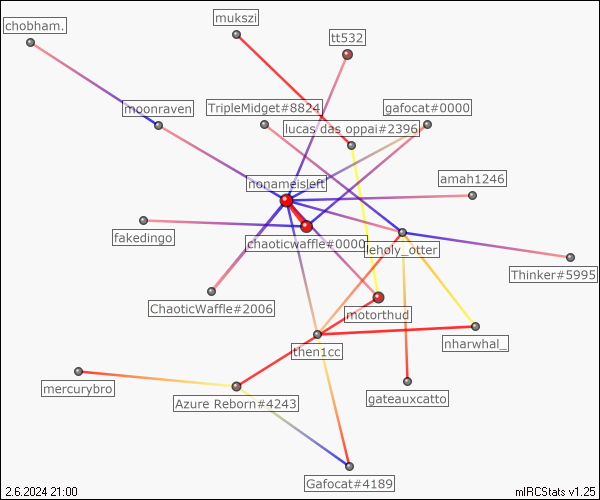 mukszi
chobham.
tt532
moonraven
TripleMidget#8824
gafocat#0000
lucas das oppai#2396
nonameisleft
amah1246
fakedingo
chaoticwaffle#0000
leholy_otter
Thinker#5995
ChaoticWaffle#2006
motorthud
then1cc
nharwhal_
mercurybro
Azure Reborn#4243
gateauxcatto
Gafocat#4189
2.6.2024 21:00
mIRCStats v1.25